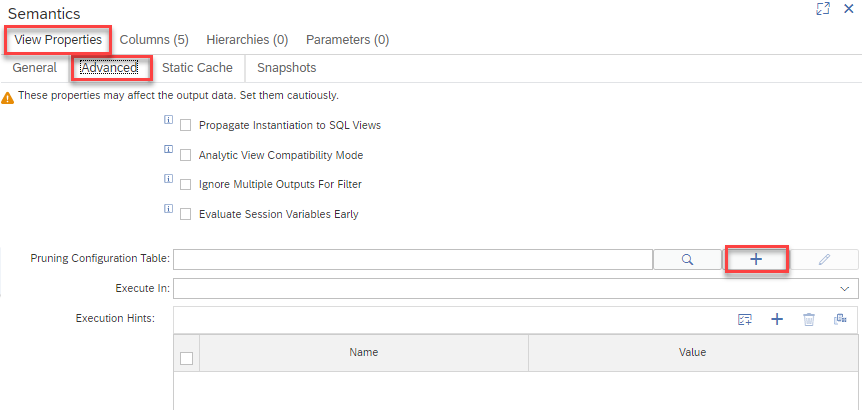 Semantics
View Properties Columns (5) Hierarchies (0) Parameters (0)
General Advanced Static Cache Snapshots
These properties may affect the output data. Set them cautiously.
Propagate Instantiation to SQL Views
Analytic View Compatibility Mode
Ignore Multiple Outputs For Filter
Evaluate Session Variables Early
Pruning Configuration Table:
Execute In:
Execution Hints:
Name Value